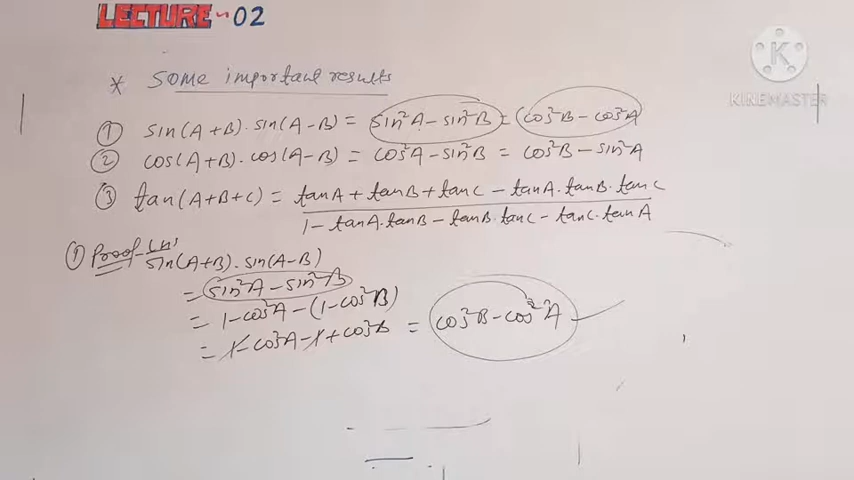 LECTURE-02
* Some important results
① sin(A+B).sin(A-B) = sin²A - sin²B = cos²B - cos²A
② cos(A+B).cos(A-B) = cos²A - sin²B = cos²B - sin²A
③ tan(A+B+C) = tanA + tanB + tanC - tanA.tanB.tanC
1 - tanA.tanB - tanB.tanC - tanC.tanA
① Proof-
sin(A+B).sin(A-B)
= sin²A - sin²B
= 1-cos²A - (1-cos²B)
= 1-cos²A-1+cos²B = cos²B - cos²A
K
KINEMASTER